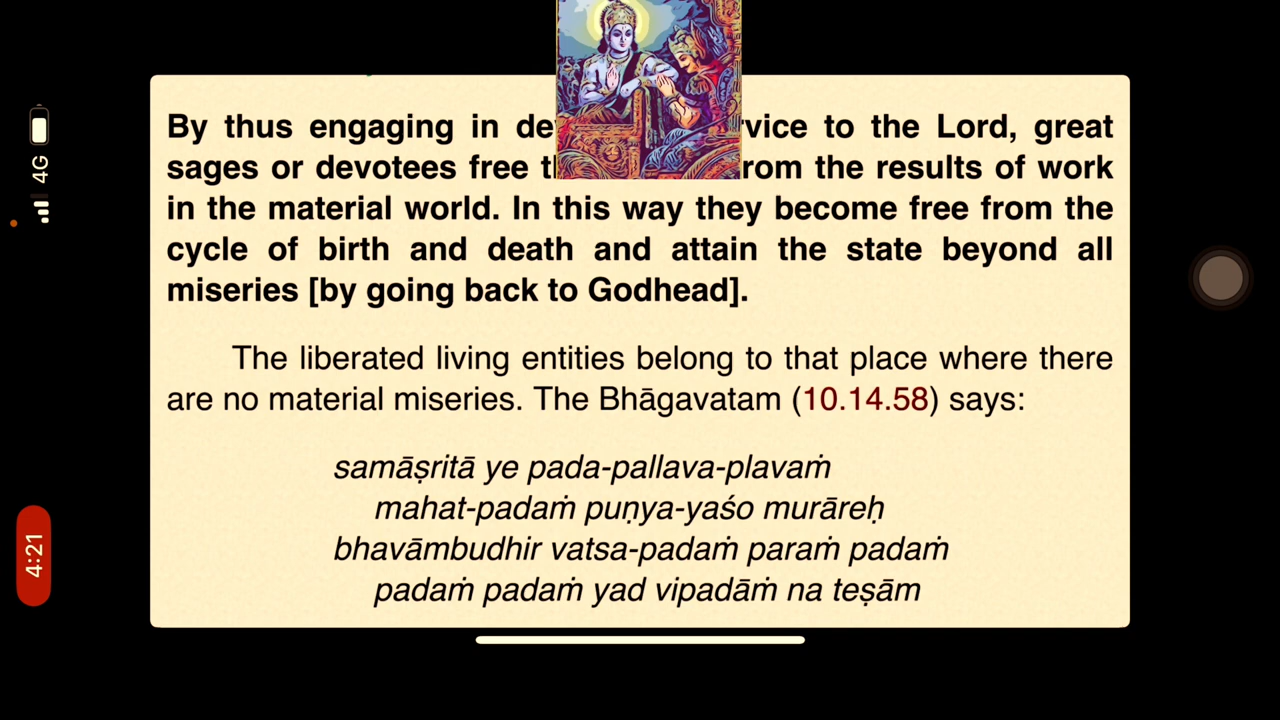 By thus engaging in de rvice to the Lord, great
sages or devotees free t rom the results of work
in the material world. In this way they become free from the
cycle of birth and death and attain the state beyond all
miseries [by going back to Godhead].
The liberated living entities belong to that place where there
are no material miseries. The Bhāgavatam (10.14.58) says:
samāṣritā ye pada-pallava-plavaṁ
mahat-padaṁ puṇya-yaśo murāreḥ
bhavāmbudhir vatsa-padaṁ paraṁ padaṁ
padaṁ padaṁ yad vipadāṁ na teṣām
4G
4:21